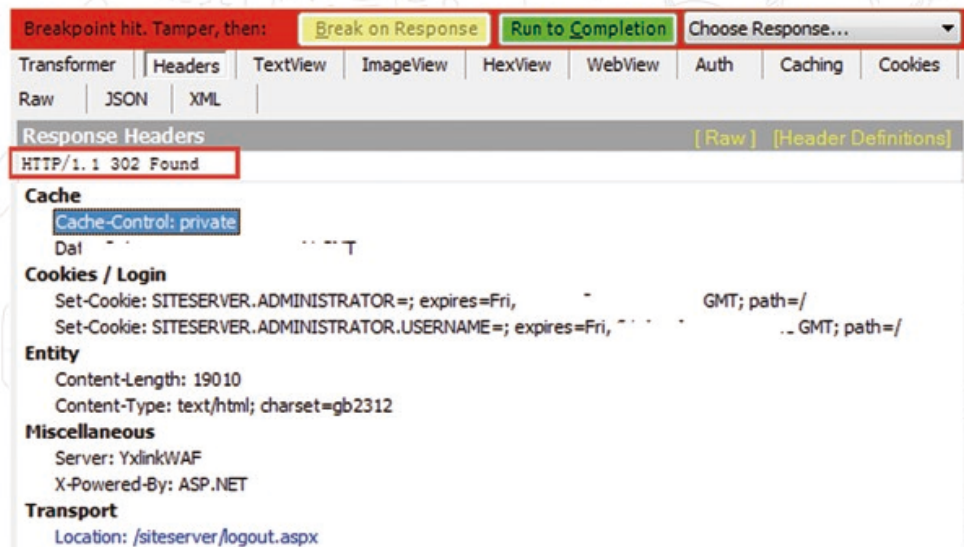 Breakpoint hit. Tamper, then: Break on Response Run to Completion Choose Response...
Transformer Headers TextView ImageView HexView WebView Auth Caching Cookies
Raw JSON XML
Response Headers [ Raw ] [Header Definitions]
HTTP/1.1 302 Found
Cache
Cache-Control: private
Cookies / Login
Set-Cookie: SITESERVER.ADMINISTRATOR=; expires=Fri, GMT; path=/
Set-Cookie: SITESERVER.ADMINISTRATOR.USERNAME=; expires=Fri, GMT; path=/
Entity
Content-Length: 19010
Content-Type: text/html; charset=gb2312
Miscellaneous
Server: YxlinkWAF
X-Powered-By: ASP.NET
Transport
Location: /siteserver/logout.aspx